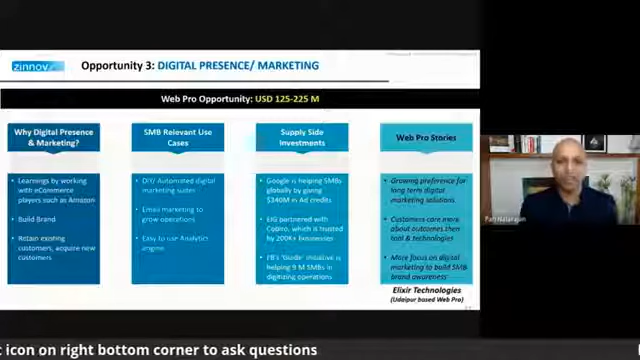 zinnov
Opportunity 3: DIGITAL PRESENCE/ MARKETING
Web Pro Opportunity: USD 125-225 M
Why Digital Presence
& Marketing?
• Learnings by working
with eCommerce
players such as Amazon
• Build Brand
• Retain existing
customers, acquire new
customers
SMB Relevant Use
Cases
• DIY/ Automated digital
marketing suites
• Email marketing to
grow operations
• Easy to use Analytics
engine
Supply Side
Investments
• Google is helping SMBs
globally by giving
$340M in Ad credits
• EIG partnered with
which it is trusted
by 200K+ businesses
• initiative is
helping 9 M SMBs in
digitizing operations
Web Pro Stories
• Growing preference for
long term digital
marketing solutions
• Customers care more
about outcomes then
tool & technologies
• More focus on digital
marketing to build SMB
brand awareness
Elixir Technologies
(Udaipur based Web Pro)
Pari Natarajan
icon on right bottom corner to ask questions